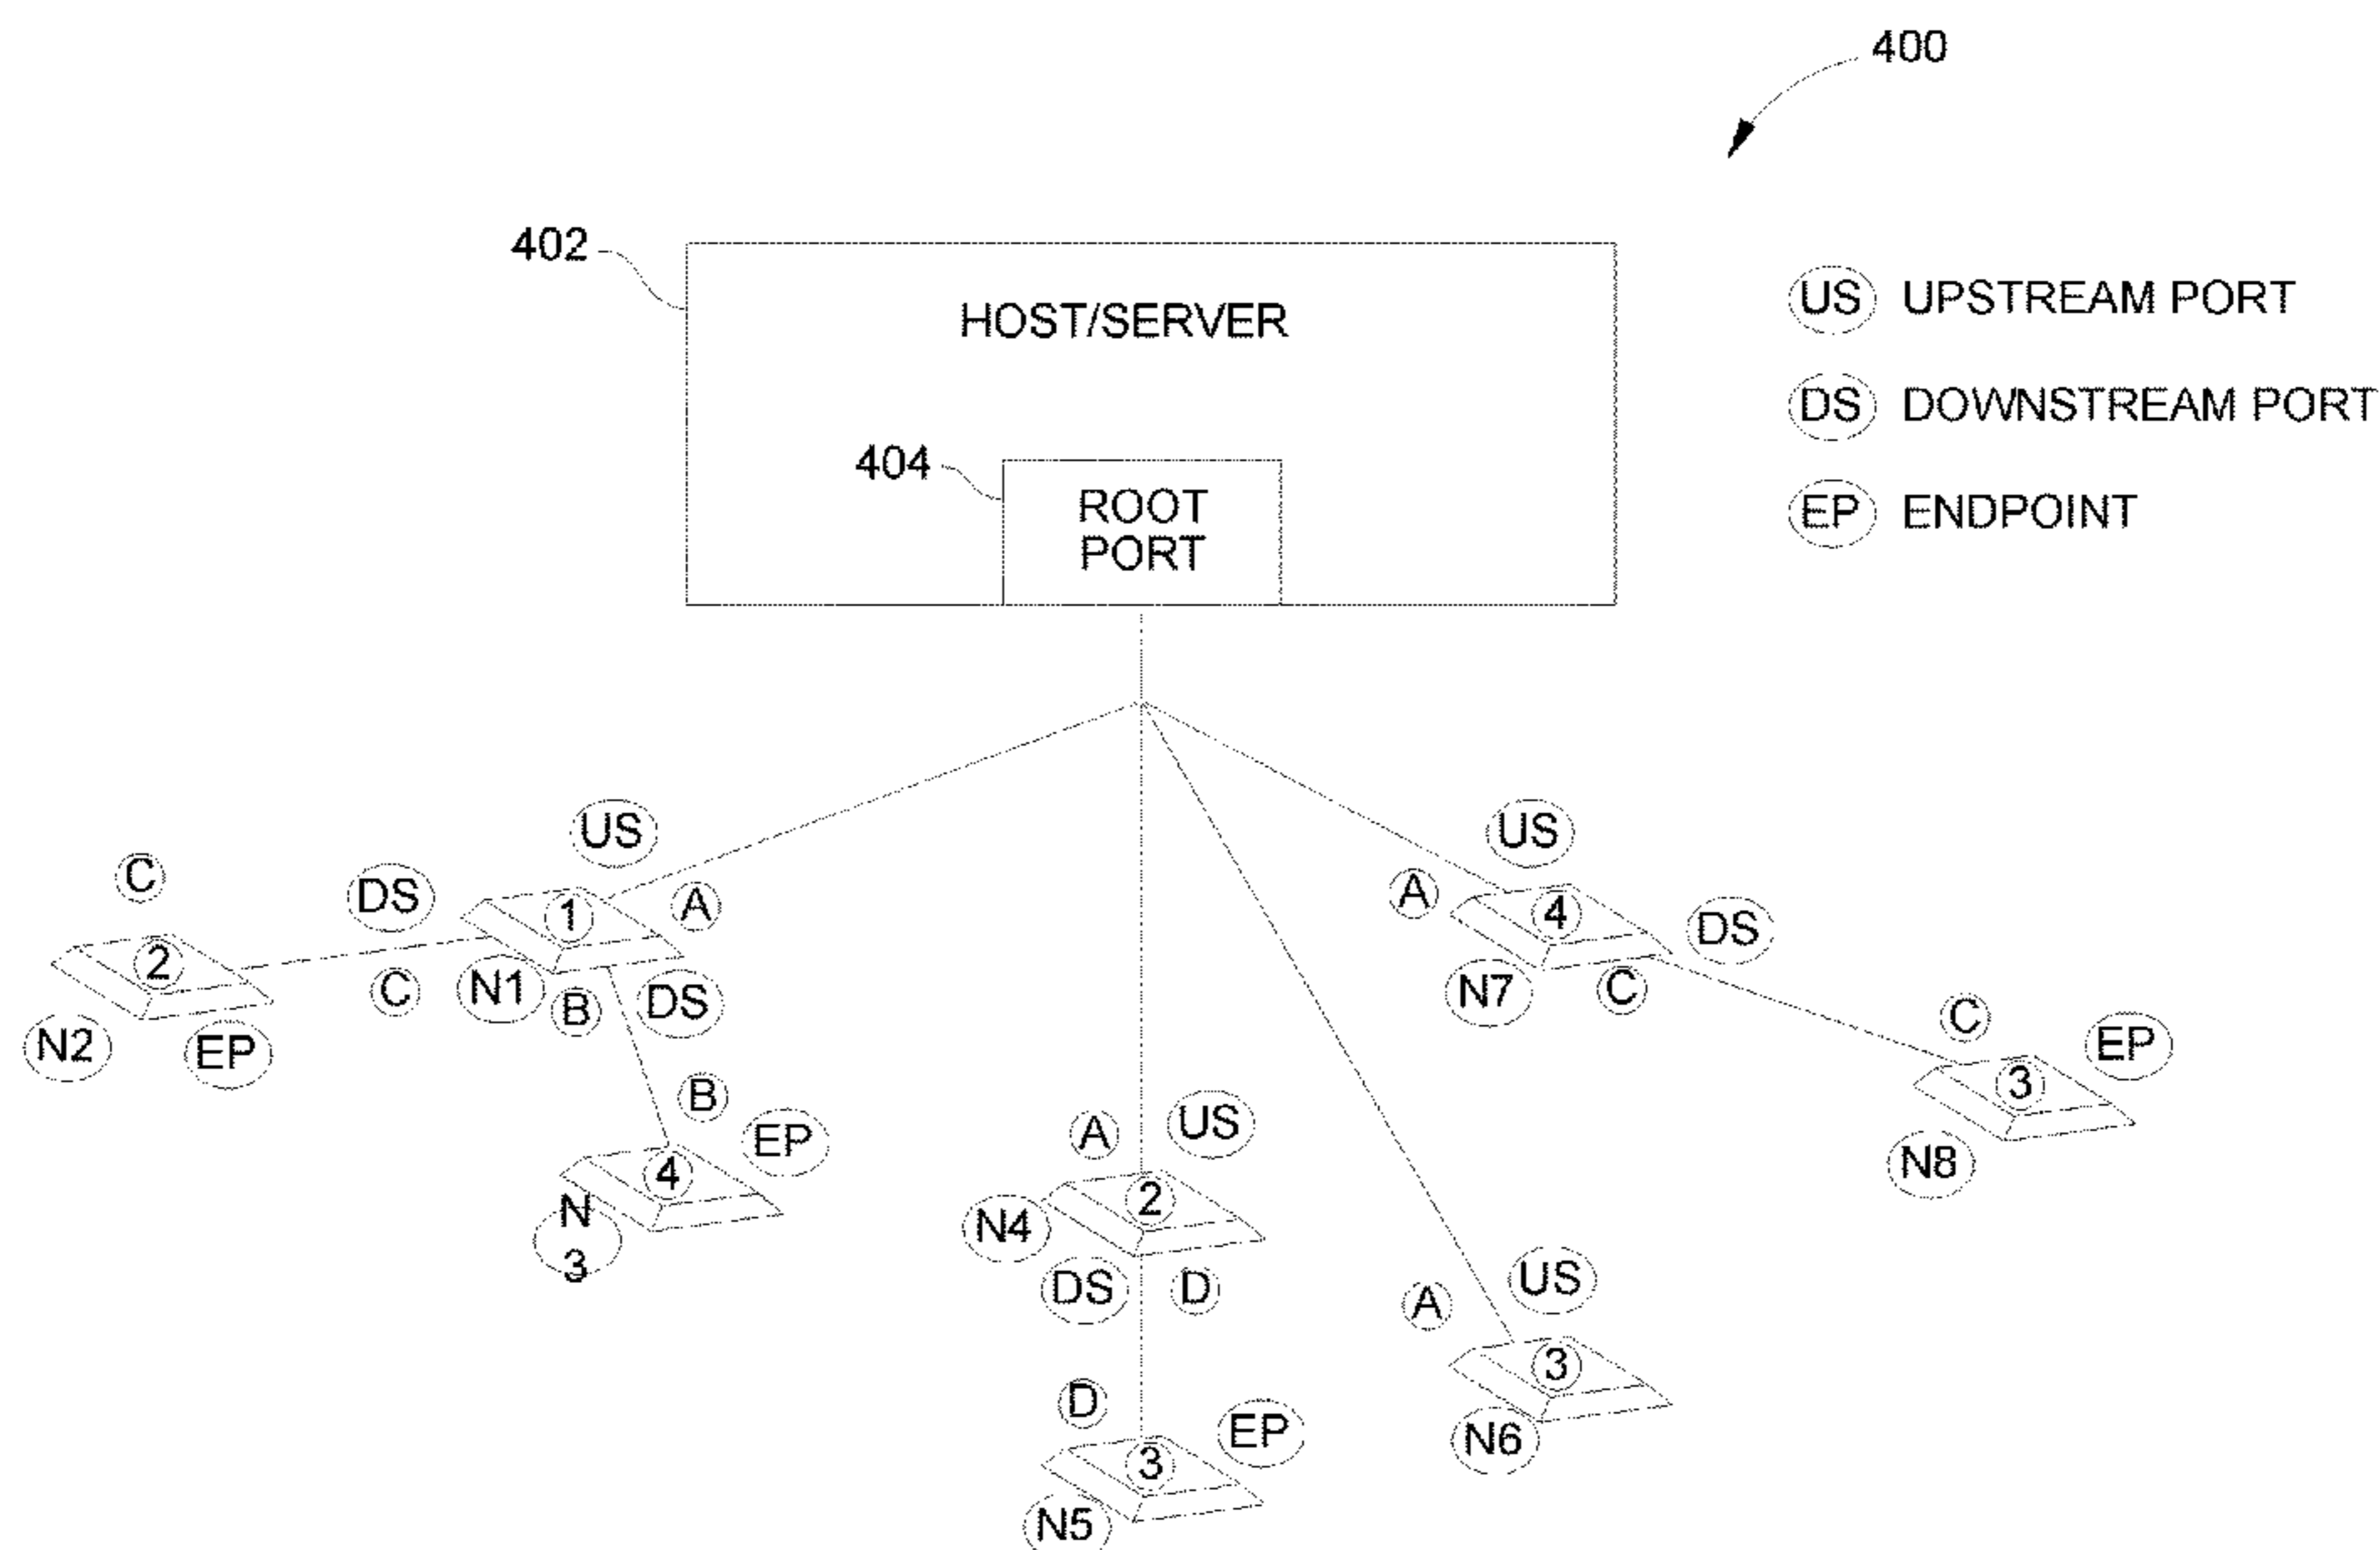 400
402
HOST/SERVER
404
ROOT
PORT
US UPSTREAM PORT
DS DOWNSTREAM PORT
EP ENDPOINT
C
DS
US
1
A
2
C
N1
B
DS
N2
EP
B
4
EP
N
3
A
US
2
N4
DS
D
D
3
EP
N5
A
US
3
N6
US
A
4
DS
N7
C
C
3
EP
N8